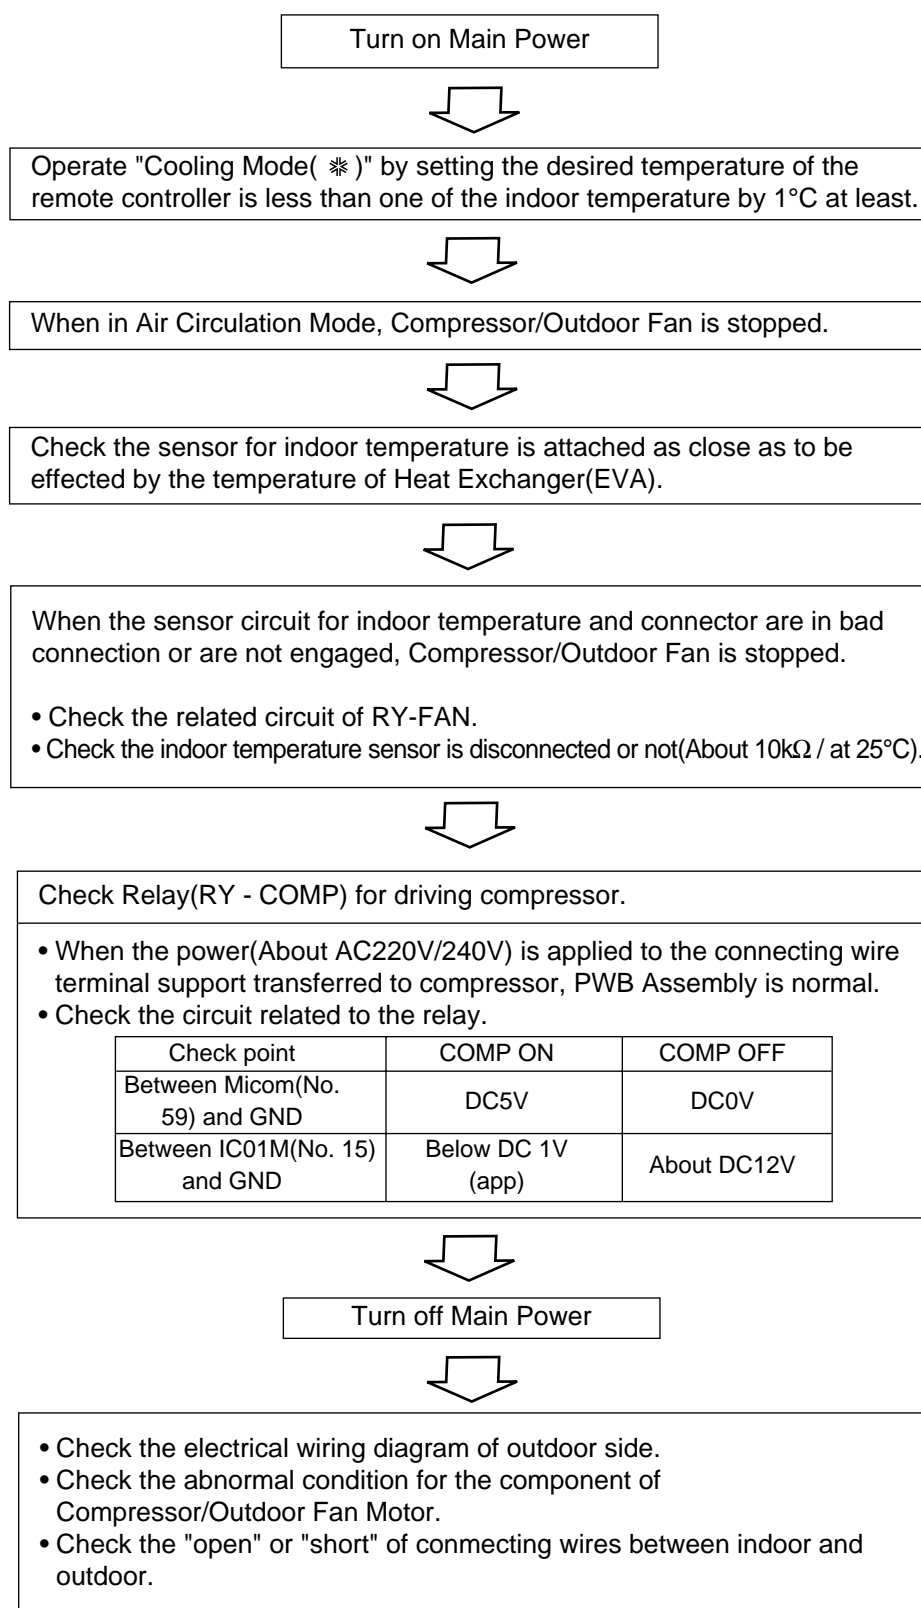 Turn on Main Power
Operate "Cooling Mode( ❋ )" by setting the desired temperature of the
remote controller is less than one of the indoor temperature by 1°C at least.
When in Air Circulation Mode, Compressor/Outdoor Fan is stopped.
Check the sensor for indoor temperature is attached as close as to be
effected by the temperature of Heat Exchanger(EVA).
When the sensor circuit for indoor temperature and connector are in bad
connection or are not engaged, Compressor/Outdoor Fan is stopped.
• Check the related circuit of RY-FAN.
• Check the indoor temperature sensor is disconnected or not(About 10kΩ / at 25°C).
Check Relay(RY - COMP) for driving compressor.
• When the power(About AC220V/240V) is applied to the connecting wire
terminal support transferred to compressor, PWB Assembly is normal.
• Check the circuit related to the relay.
Check point COMP ON COMP OFF
Between Micom(No.
59) and GND DC5V DC0V
Between IC01M(No. 15)
and GND Below DC 1V
(app) About DC12V
Turn off Main Power
• Check the electrical wiring diagram of outdoor side.
• Check the abnormal condition for the component of
Compressor/Outdoor Fan Motor.
• Check the "open" or "short" of conmecting wires between indoor and
outdoor.